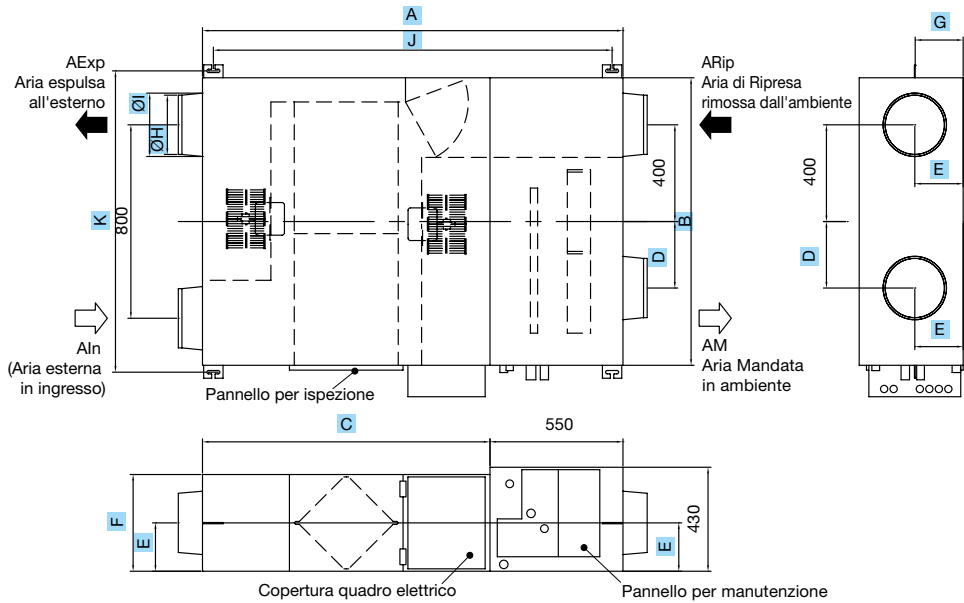 A
J
G
AExp
Aria espulsa
all'esterno
ARip
Aria di Ripresa
rimossa dall'ambiente
ØI
ØH
K
800
400
B
D
400
E
D
E
AIn
(Aria esterna
in ingresso)
AM
Aria Mandata
in ambiente
Pannello per ispezione
C
550
F
E
E
430
Copertura quadro elettrico
Pannello per manutenzione